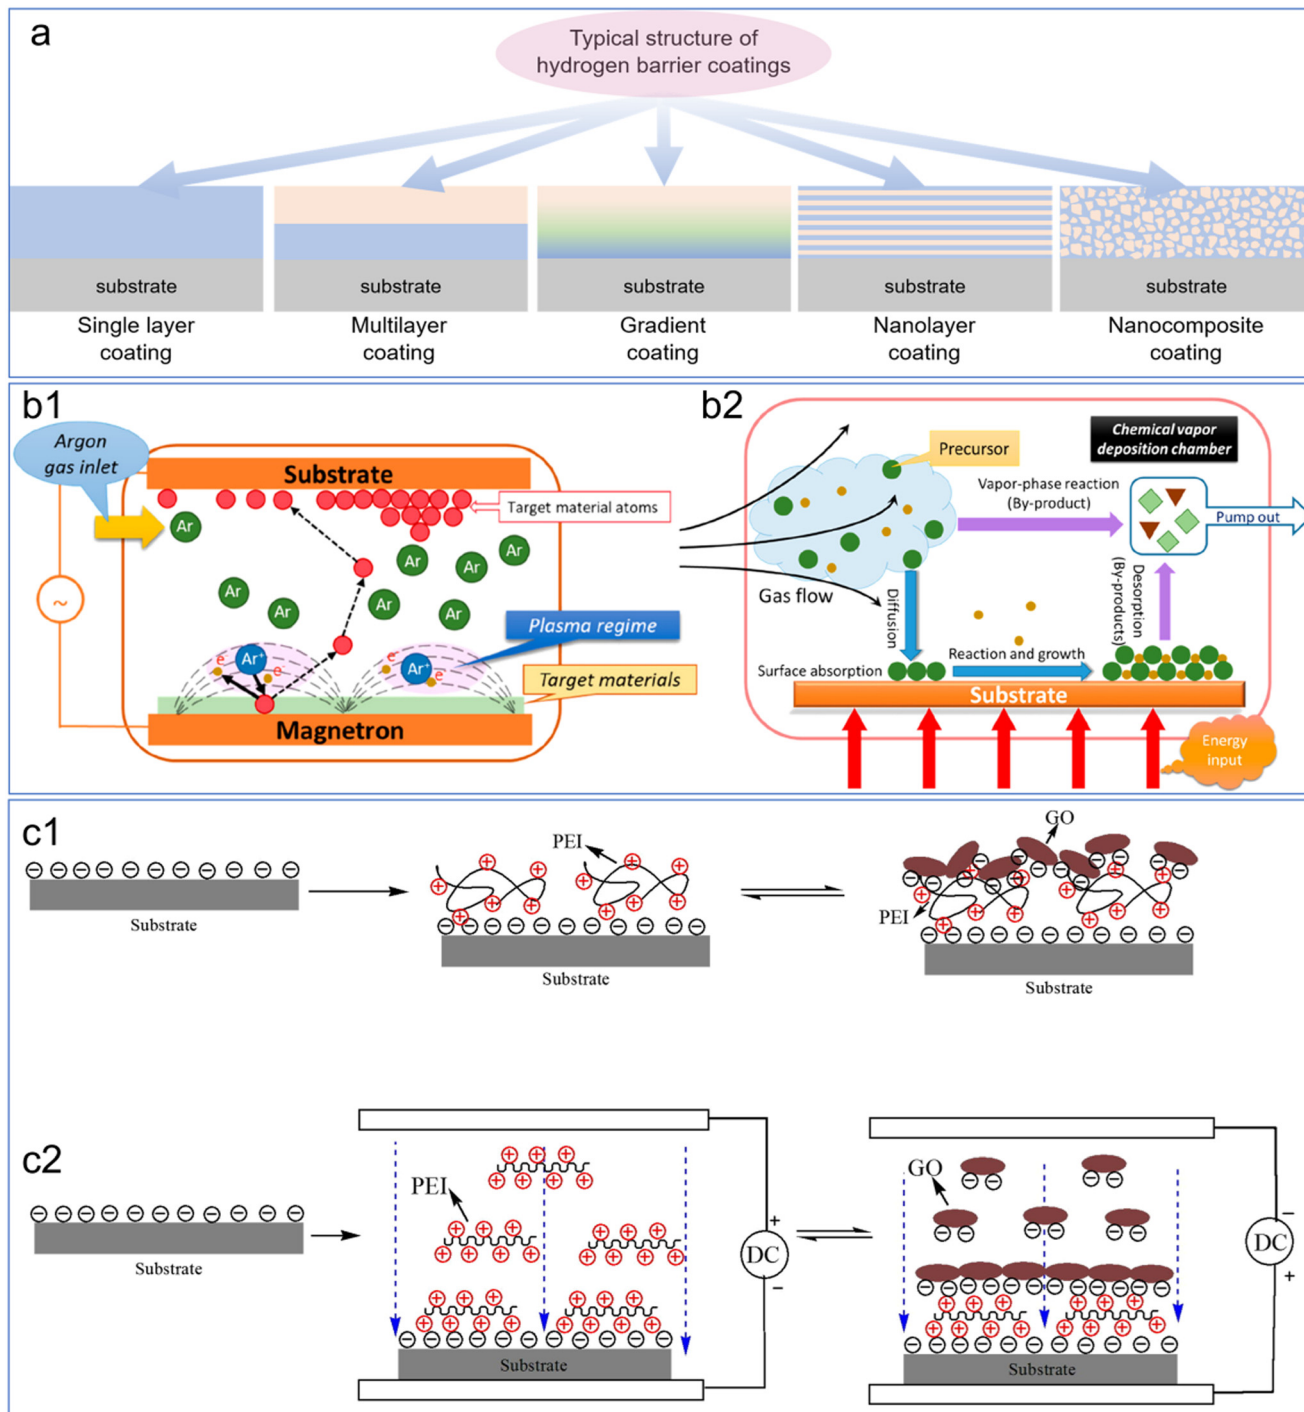 a
Typical structure of
hydrogen barrier coatings
substrate
substrate
substrate
substrate
substrate
Single layer
coating
Multilayer
coating
Gradient
coating
Nanolayer
coating
Nanocomposite
coating
b1
Argon
gas inlet
Substrate
Target material atoms
Ar
Ar
Ar
Ar
Ar
Ar
Ar
Ar
~
Plasma regime
e-
Ar+
e-
Ar+
e-
Target materials
Magnetron
b2
Precursor
Chemical vapor
deposition chamber
Vapor-phase reaction
(By-product)
Pump out
Gas flow
Diffusion
Desorption
(By-products)
Surface absorption
Reaction and growth
Substrate
Energy
input
c1
Substrate
PEI
Substrate
GO
PEI
Substrate
c2
Substrate
PEI
+
DC
−
Substrate
GO
−
DC
+
Substrate